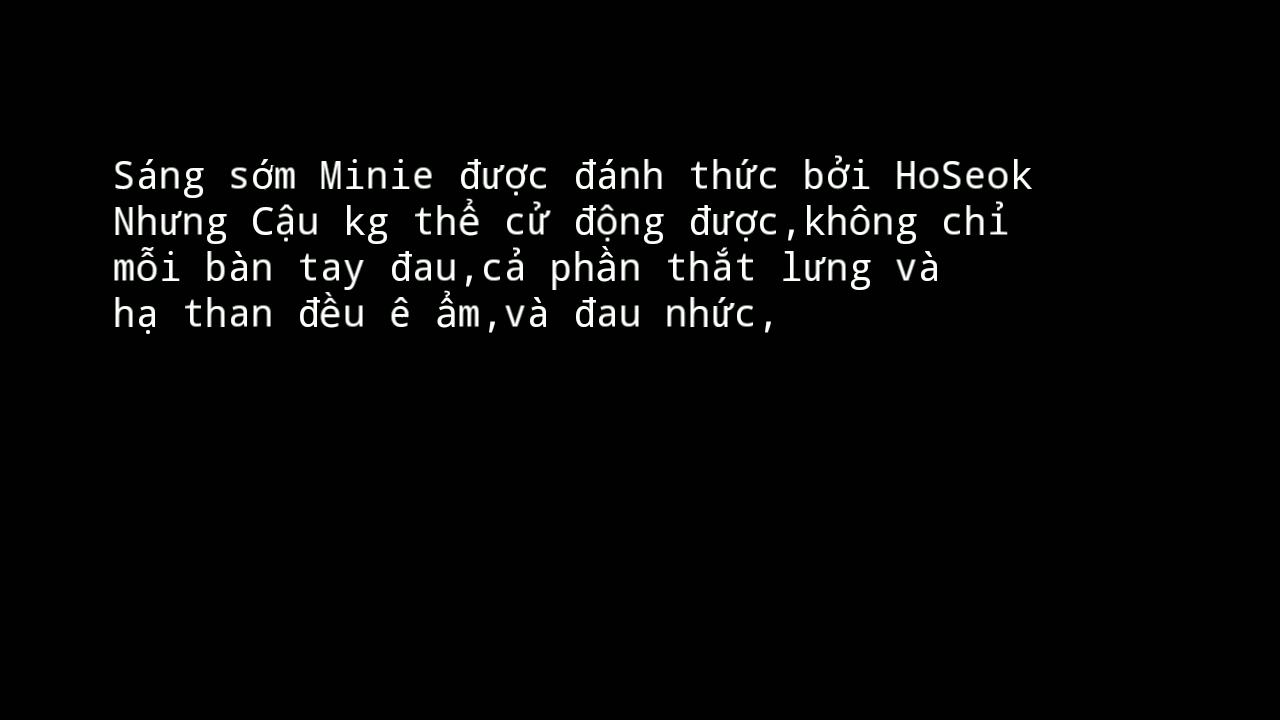 Sáng sớm Minie được đánh thức bởi HoSeok
Nhưng Cậu kg thể cử động được,không chỉ
mỗi bàn tay đau,cả phần thắt lưng và
hạ than đều ê ẩm,và đau nhức,